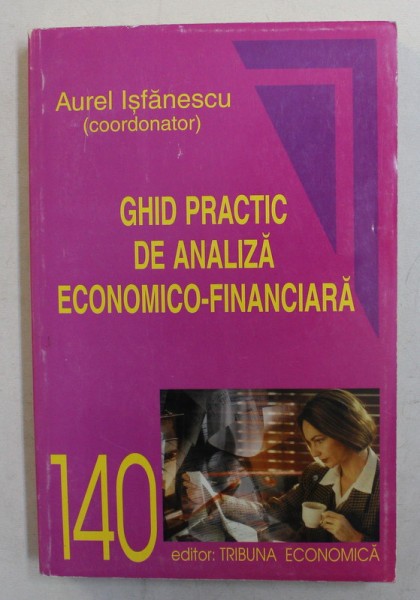 Aurel Ișfănescu
(coordonator)
GHID PRACTIC
DE ANALIZĂ
ECONOMICO-FINANCIARĂ
140
editor: TRIBUNA ECONOMICĂ